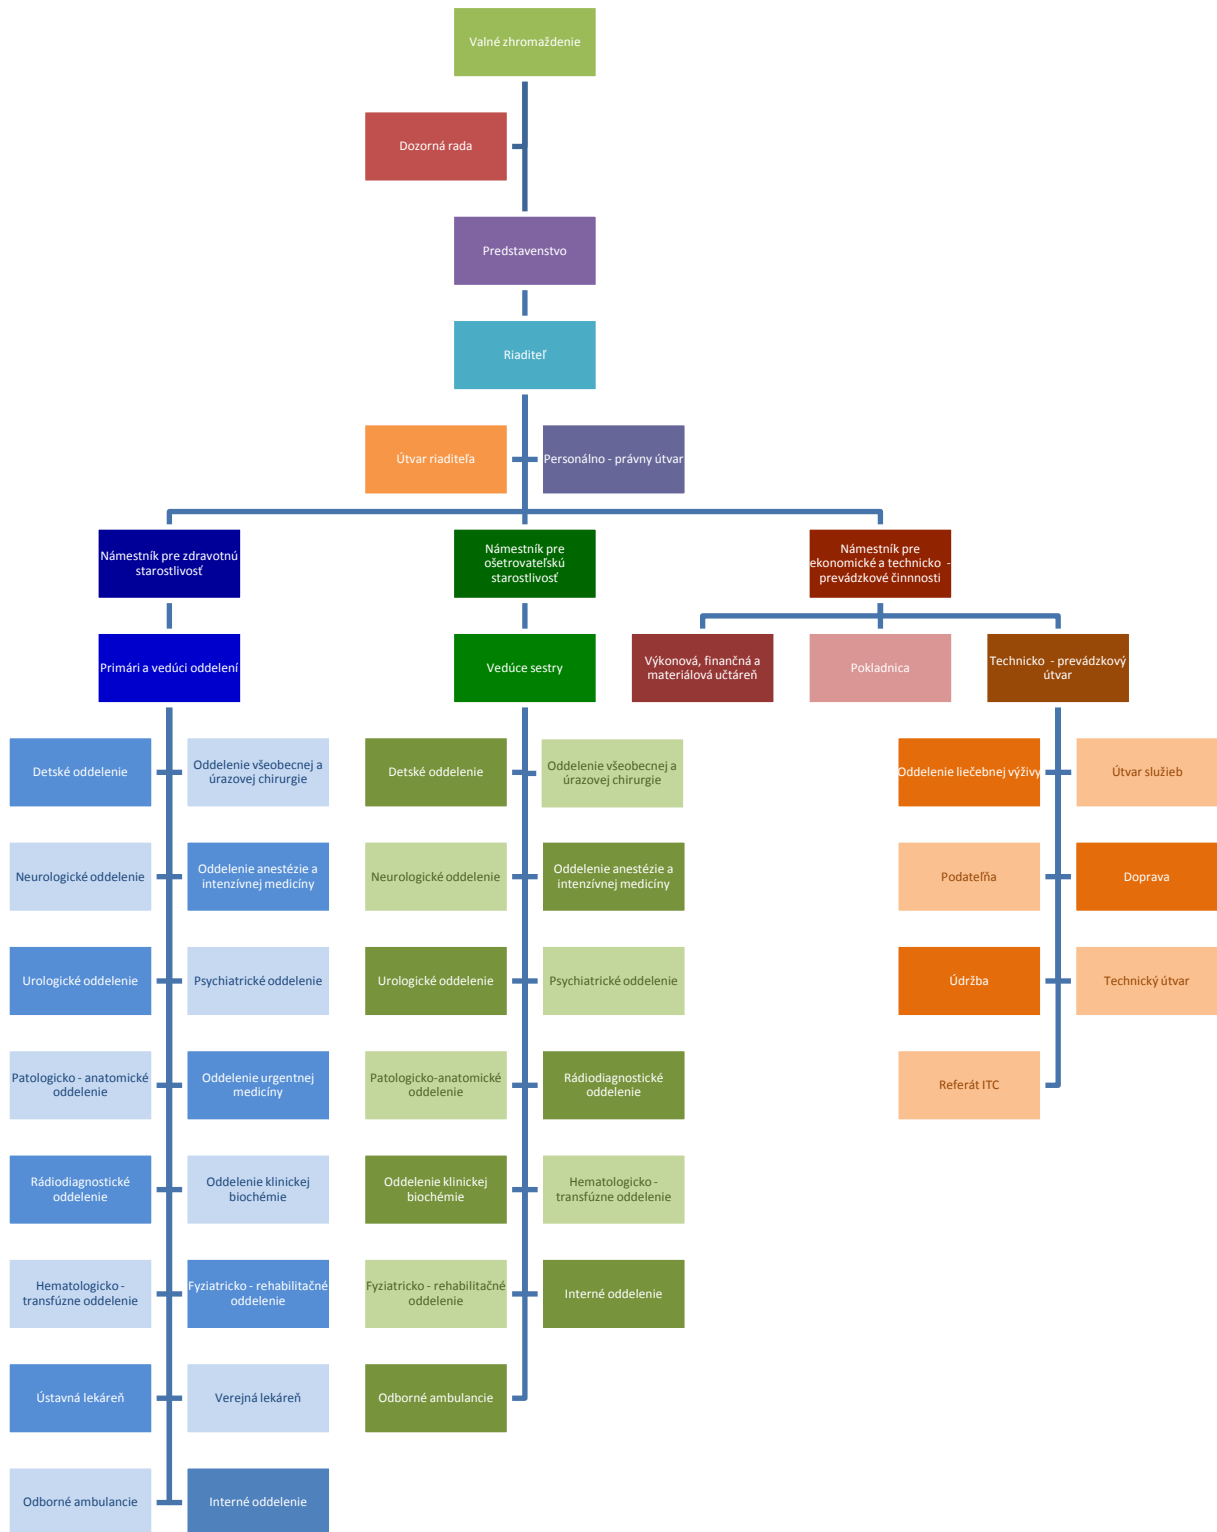 Valné zhromaždenie
Dozorná rada
Predstavenstvo
Riaditeľ
Útvar riaditeľa
Personálno - právny útvar
Námestník pre zdravotnú
starostlivosť
Námestník pre
ošetrovateľskú
starostlivosť
Námestník pre
ekonomické a technicko -
prevádzkové činnnosti
Primári a vedúci oddelení
Vedúce sestry
Výkonová, finančná a
materiálová učtáreň
Pokladnica
Technicko - prevádzkový
útvar
Detské oddelenie
Oddelenie všeobecnej a
úrazovej chirurgie
Detské oddelenie
Oddelenie všeobecnej a
úrazovej chirurgie
Oddelenie liečebnej výživy
Útvar služieb
Neurologické oddelenie
Oddelenie anestézie a
intenzívnej medicíny
Neurologické oddelenie
Oddelenie anestézie a
intenzívnej medicíny
Podateľňa
Doprava
Urologické oddelenie
Psychiatrické oddelenie
Urologické oddelenie
Psychiatrické oddelenie
Údržba
Technický útvar
Patologicko - anatomické
oddelenie
Oddelenie urgentnej
medicíny
Patologicko-anatomické
oddelenie
Rádiodiagnostické
oddelenie
Referát ITC
Rádiodiagnostické
oddelenie
Oddelenie klinickej
biochémie
Oddelenie klinickej
biochémie
Hematologicko -
transfúzne oddelenie
Hematologicko -
transfúzne oddelenie
Fyziatricko - rehabilitačné
oddelenie
Fyziatricko - rehabilitačné
oddelenie
Interné oddelenie
Ústavná lekáreň
Verejná lekáreň
Odborné ambulancie
Odborné ambulancie
Interné oddelenie